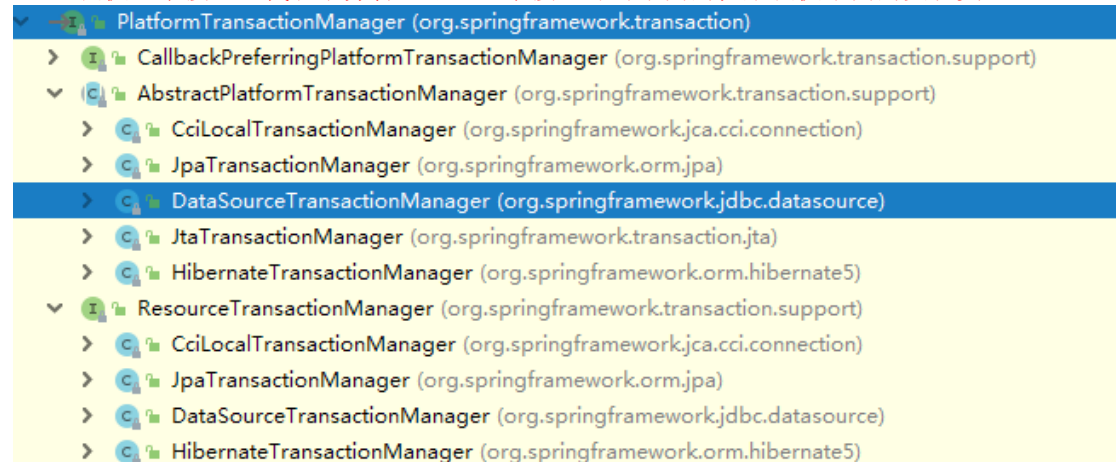 PlatformTransactionManager (org.springframework.transaction)
CallbackPreferringPlatformTransactionManager (org.springframework.transaction.support)
AbstractPlatformTransactionManager (org.springframework.transaction.support)
CciLocalTransactionManager (org.springframework.jca.cci.connection)
JpaTransactionManager (org.springframework.orm.jpa)
DataSourceTransactionManager (org.springframework.jdbc.datasource)
JtaTransactionManager (org.springframework.transaction.jta)
HibernateTransactionManager (org.springframework.orm.hibernate5)
ResourceTransactionManager (org.springframework.transaction.support)
CciLocalTransactionManager (org.springframework.jca.cci.connection)
JpaTransactionManager (org.springframework.orm.jpa)
DataSourceTransactionManager (org.springframework.jdbc.datasource)
HibernateTransactionManager (org.springframework.orm.hibernate5)